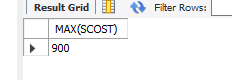 Result Grid Filter Rows:
MAX(SCOST)
900